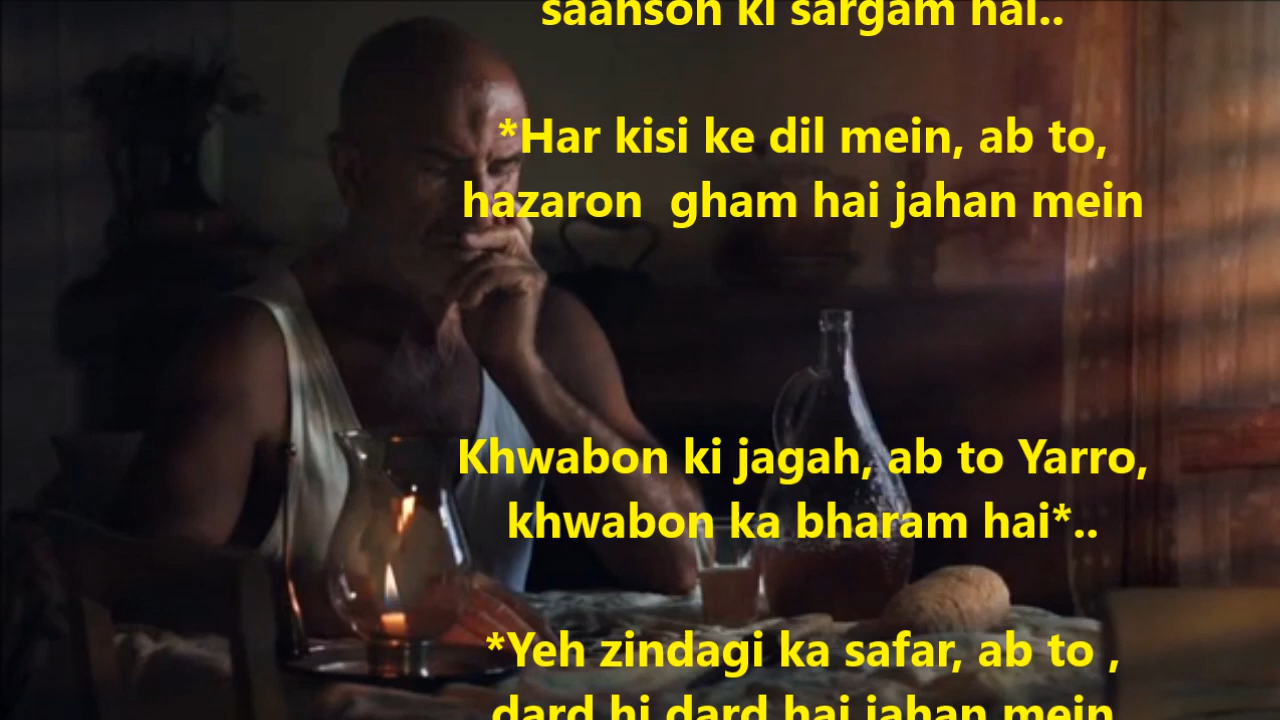 saanson ki sargam hai..
*Har kisi ke dil mein, ab to,
hazaron  gham hai jahan mein
Khwabon ki jagah, ab to Yarro,
khwabon ka bharam hai*..
*Yeh zindagi ka safar, ab to ,
dard hi dard hai jahan mein